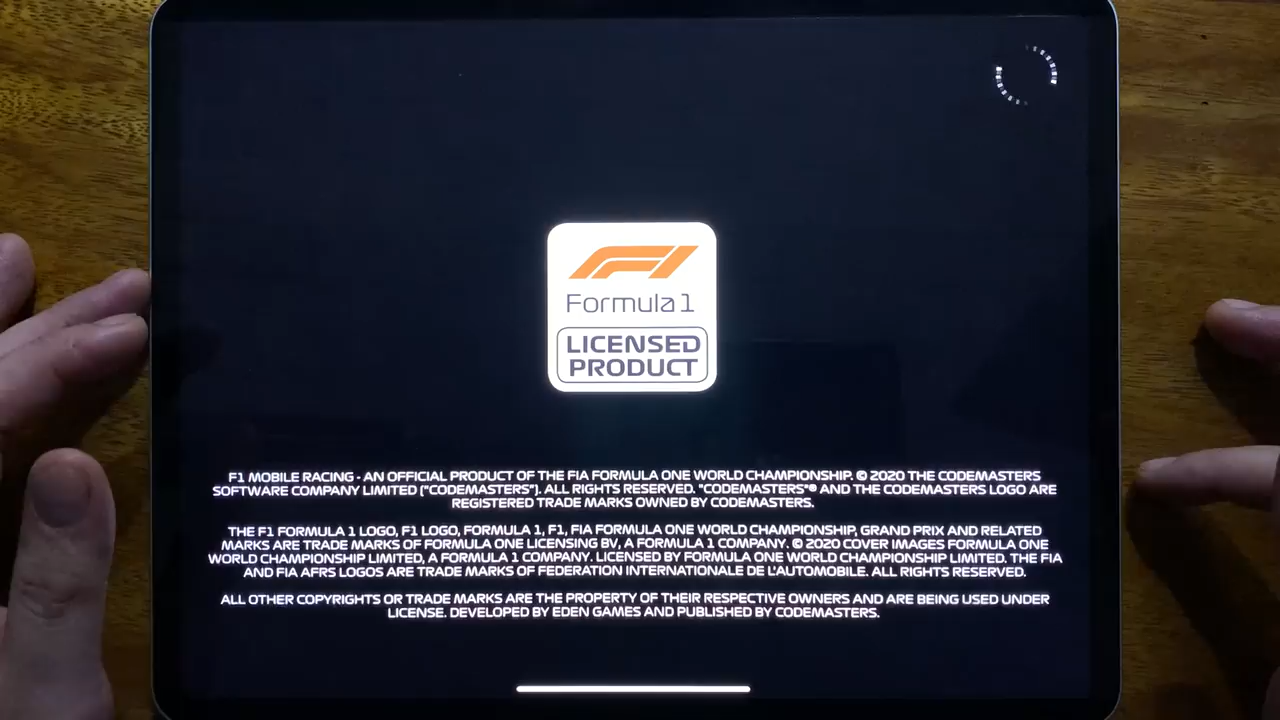 F1
Formula 1
LICENSED
PRODUCT
F1 MOBILE RACING - AN OFFICIAL PRODUCT OF THE FIA FORMULA ONE WORLD CHAMPIONSHIP. © 2020 THE CODEMASTERS
SOFTWARE COMPANY LIMITED ("CODEMASTERS"). ALL RIGHTS RESERVED. "CODEMASTERS"® AND THE CODEMASTERS LOGO ARE
REGISTERED TRADE MARKS OWNED BY CODEMASTERS.
THE F1 FORMULA 1 LOGO, F1 LOGO, FORMULA 1, F1, FIA FORMULA ONE WORLD CHAMPIONSHIP, GRAND PRIX AND RELATED
MARKS ARE TRADE MARKS OF FORMULA ONE LICENSING BV, A FORMULA 1 COMPANY. © 2020 COVER IMAGES FORMULA ONE
WORLD CHAMPIONSHIP LIMITED, A FORMULA 1 COMPANY. LICENSED BY FORMULA ONE WORLD CHAMPIONSHIP LIMITED. THE FIA
AND FIA AFRS LOGOS ARE TRADE MARKS OF FEDERATION INTERNATIONALE DE L'AUTOMOBILE. ALL RIGHTS RESERVED.
ALL OTHER COPYRIGHTS OR TRADE MARKS ARE THE PROPERTY OF THEIR RESPECTIVE OWNERS AND ARE BEING USED UNDER
LICENSE. DEVELOPED BY EDEN GAMES AND PUBLISHED BY CODEMASTERS.